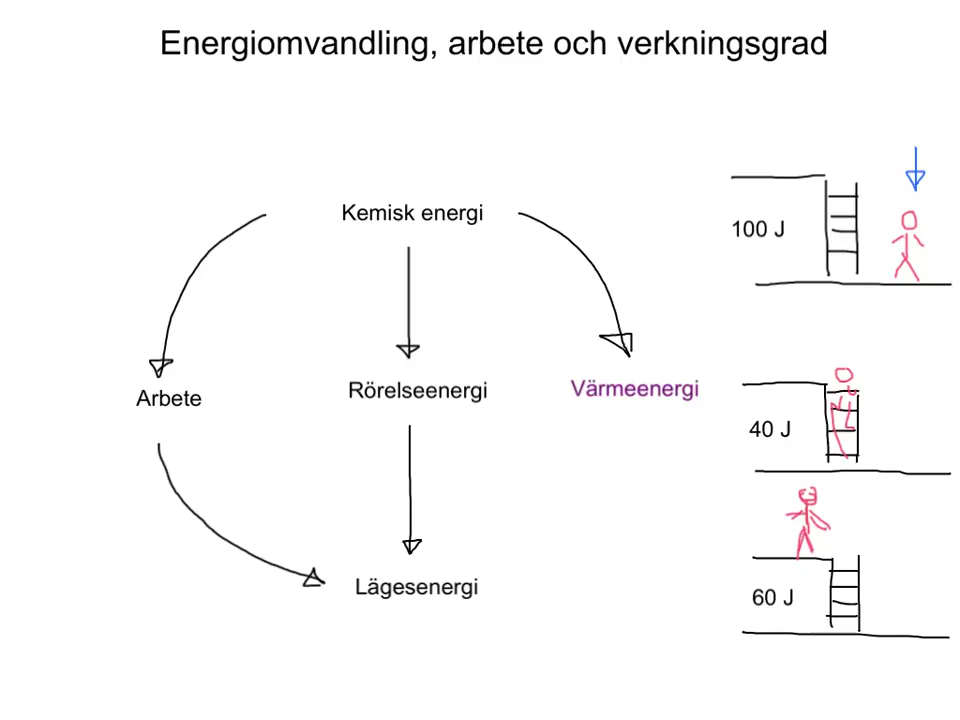 Energiomvandling, arbete och verkningsgrad
Kemisk energi
100 J
Arbete
Rörelseenergi
Värmeenergi
40 J
Lägesenergi
60 J